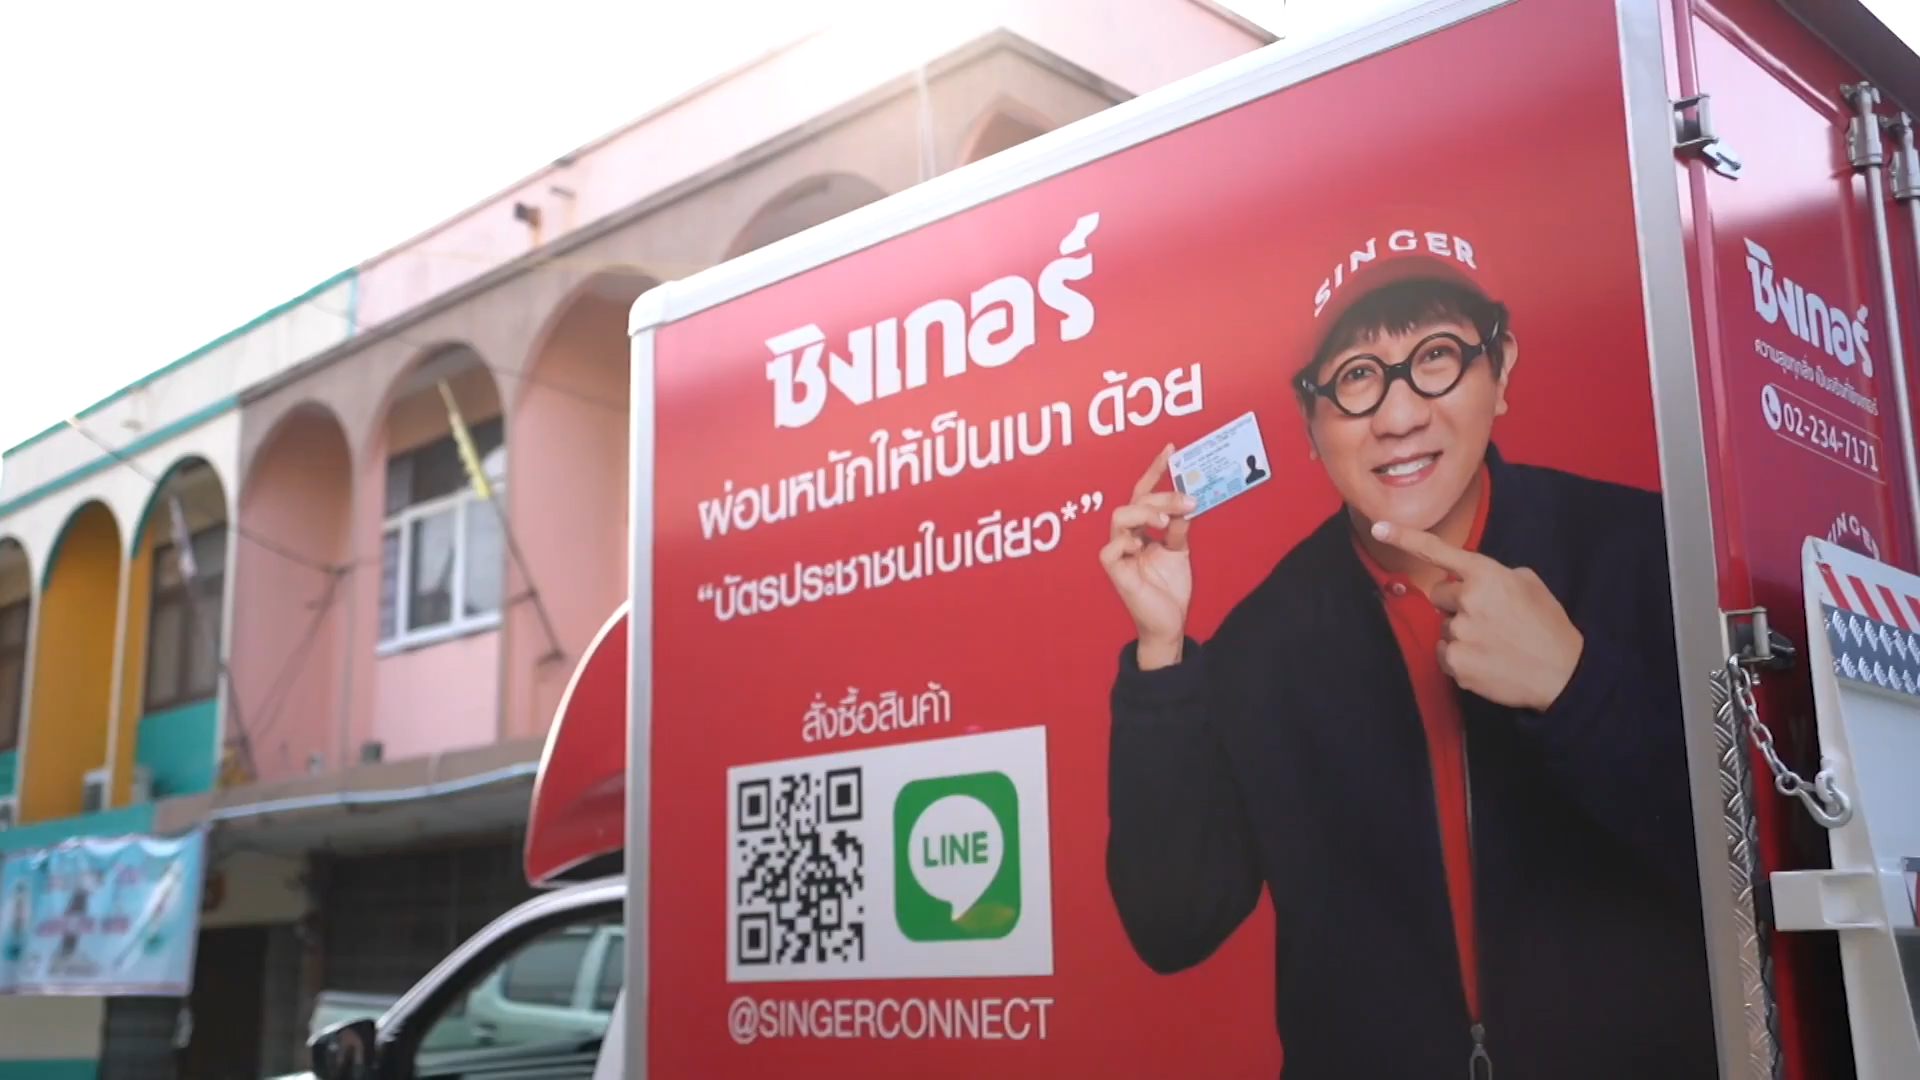 ซิงเกอร์
ผ่อนหนักให้เป็นเบา ด้วย
“บัตรประชาชนใบเดียว*”
สั่งซื้อสินค้า
LINE
@SINGERCONNECT
SINGER
ซิงเกอร์
02-234-7171
SINGER